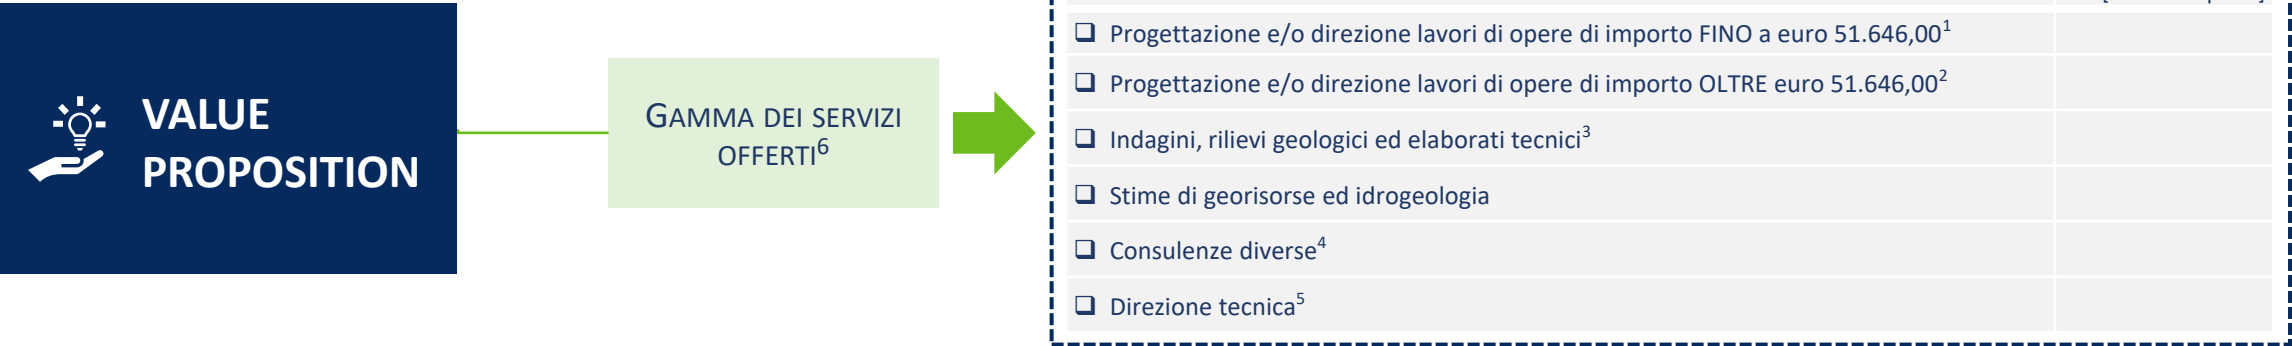 VALUE
PROPOSITION
GAMMA DEI SERVIZI
OFFERTI6
❑ Progettazione e/o direzione lavori di opere di importo FINO a euro 51.646,001
❑ Progettazione e/o direzione lavori di opere di importo OLTRE euro 51.646,002
❑ Indagini, rilievi geologici ed elaborati tecnici3
❑ Stime di georisorse ed idrogeologia
❑ Consulenze diverse4
❑ Direzione tecnica5